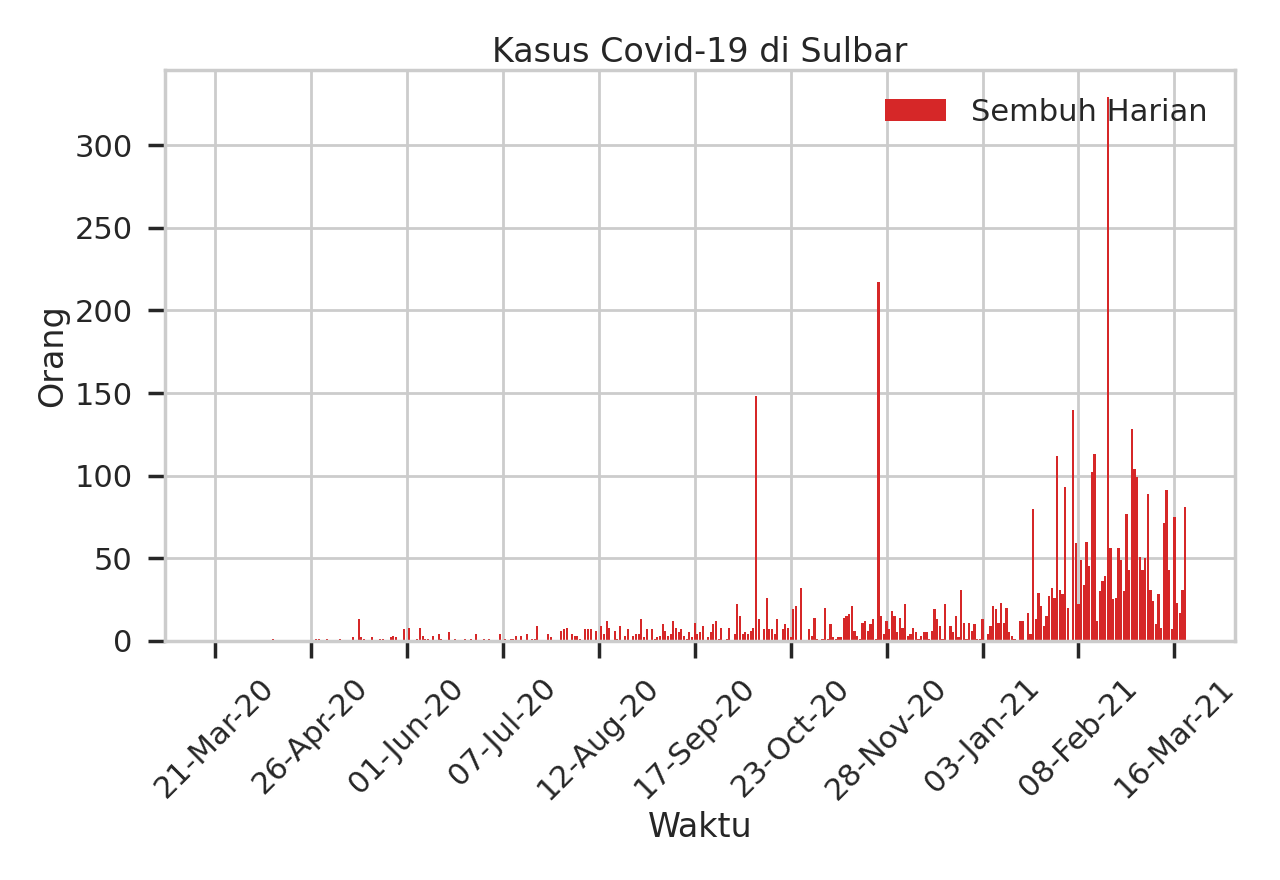 Kasus Covid-19 di Sulbar
Sembuh Harian
Orang
300
250
200
150
100
50
0
21-Mar-20
26-Apr-20
01-Jun-20
07-Jul-20
12-Aug-20
17-Sep-20
23-Oct-20
28-Nov-20
03-Jan-21
08-Feb-21
16-Mar-21
Waktu